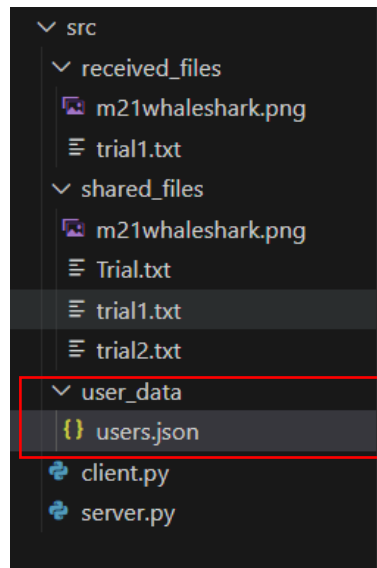 src
received_files
m21whaleshark.png
trial1.txt
shared_files
m21whaleshark.png
Trial.txt
trial1.txt
trial2.txt
user_data
{} users.json
client.py
server.py